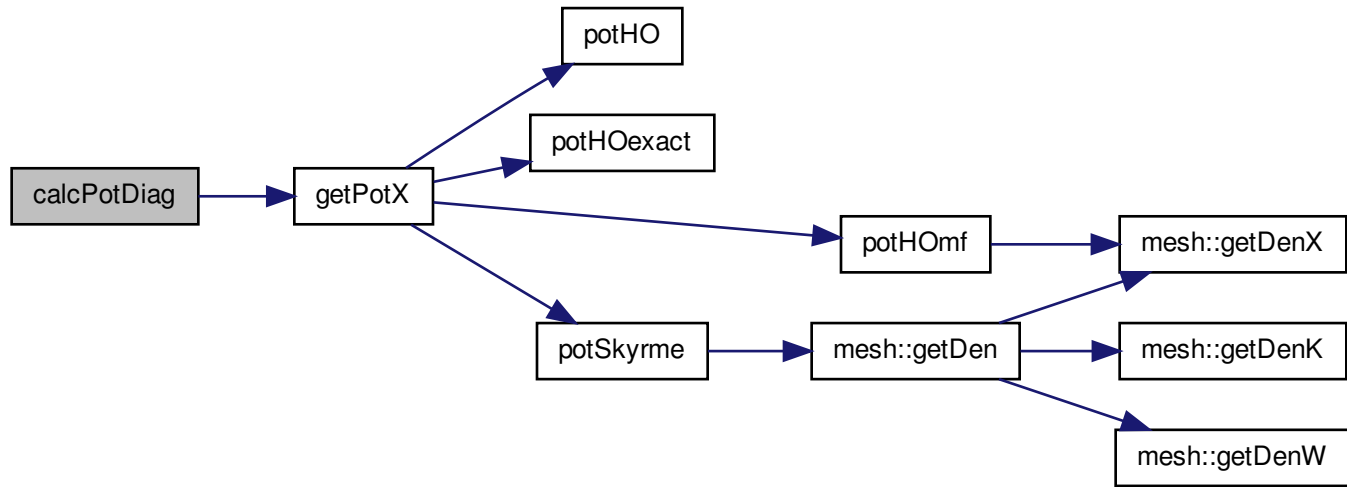 potHO
potHOexact
calcPotDiag
getPotX
potHOmf
mesh::getDenX
potSkyrme
mesh::getDen
mesh::getDenK
mesh::getDenW